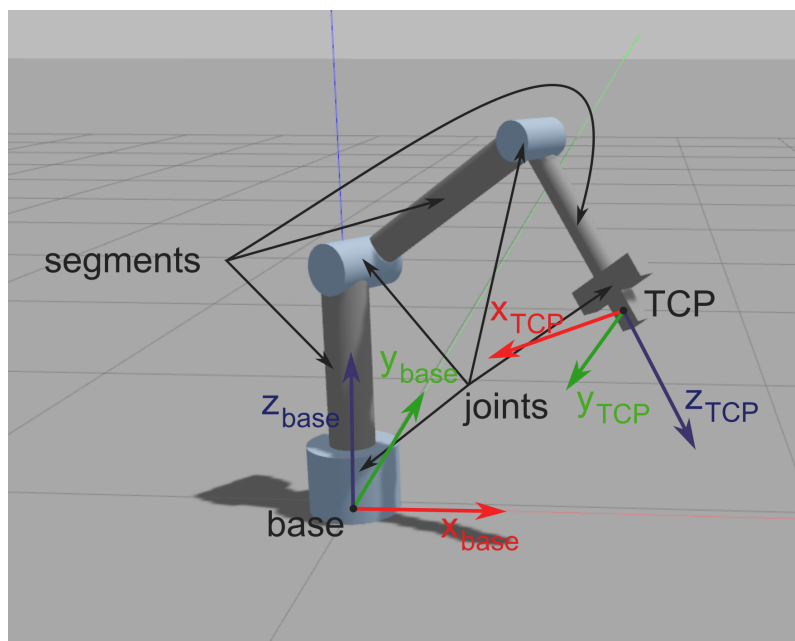 segments
TCP
x_TCP
y_base
z_base
joints
y_TCP
z_TCP
base
x_base